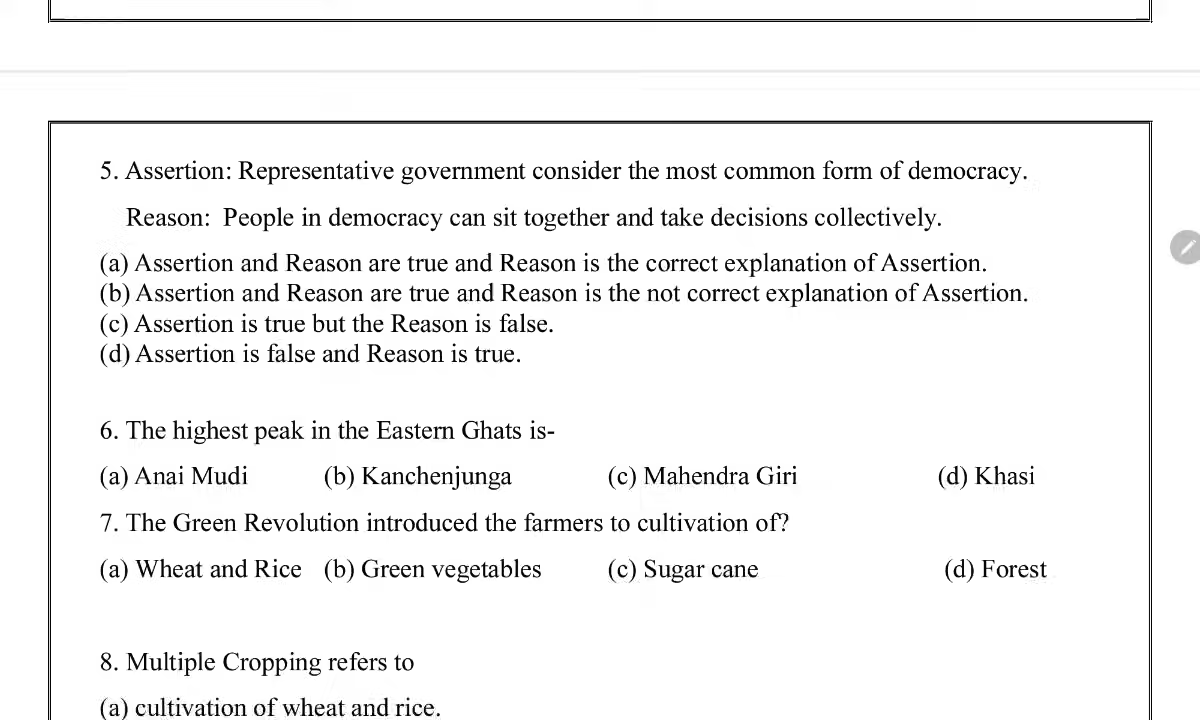 5. Assertion: Representative government consider the most common form of democracy.
Reason: People in democracy can sit together and take decisions collectively.
(a) Assertion and Reason are true and Reason is the correct explanation of Assertion.
(b) Assertion and Reason are true and Reason is the not correct explanation of Assertion.
(c) Assertion is true but the Reason is false.
(d) Assertion is false and Reason is true.
6. The highest peak in the Eastern Ghats is-
(a) Anai Mudi (b) Kanchenjunga (c) Mahendra Giri (d) Khasi
7. The Green Revolution introduced the farmers to cultivation of?
(a) Wheat and Rice (b) Green vegetables (c) Sugar cane (d) Forest
8. Multiple Cropping refers to
(a) cultivation of wheat and rice.